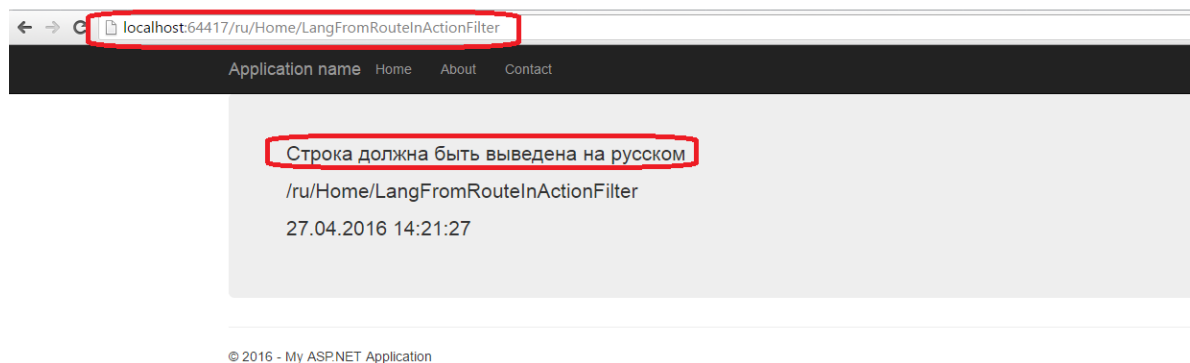 localhost:64417/ru/Home/LangFromRouteInActionFilter
Application name Home About Contact
Строка должна быть выведена на русском
/ru/Home/LangFromRouteInActionFilter
27.04.2016 14:21:27
© 2016 - My ASP.NET Application